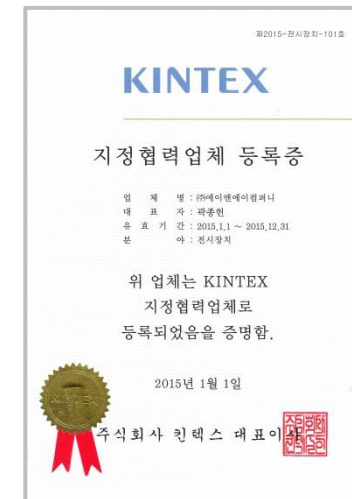 제2015-전시장치-101호
KINTEX
지정협력업체 등록증
업 체 명 : ㈜에이앤에이컴퍼니
대 표 자 : 곽종헌
유 효 기 간 : 2015.1.1 ~ 2015.12.31
분 야 : 전시장치
위 업체는 KINTEX
지정협력업체로
등록되었음을 증명함.
2015년 1월 1일
주식회사 킨텍스 대표이사
KINTEX